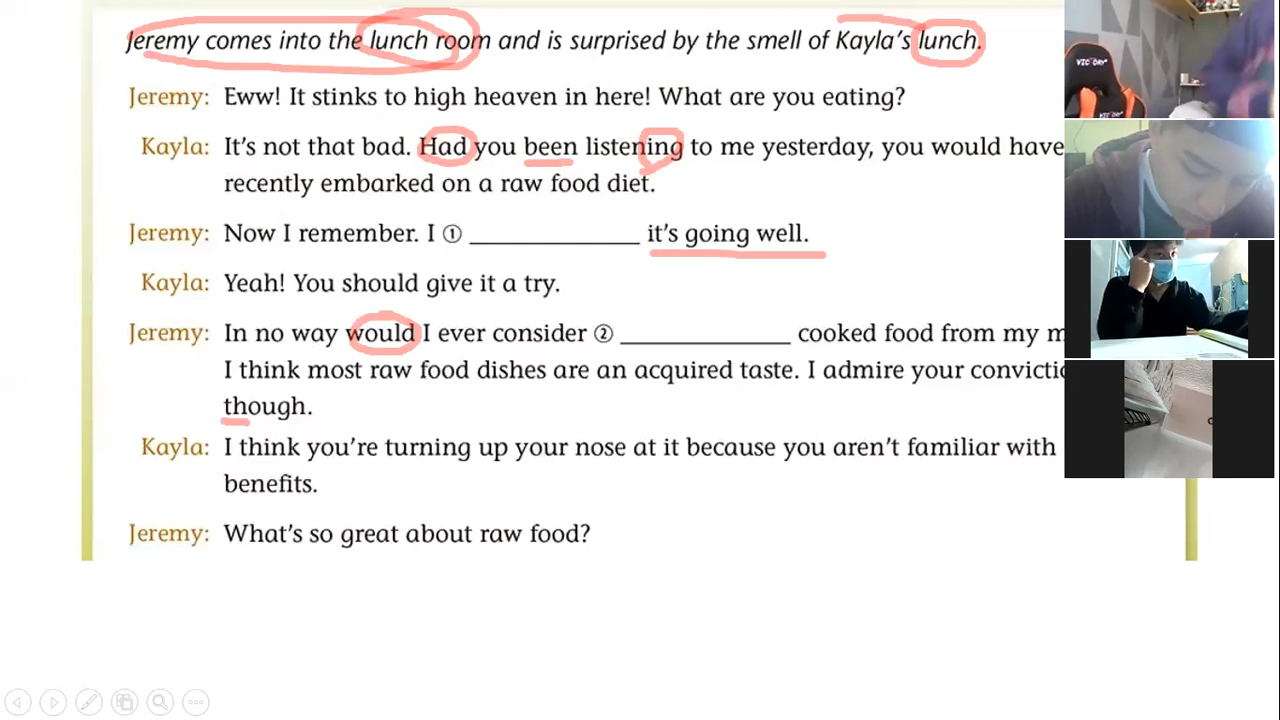 Jeremy comes into the lunch room and is surprised by the smell of Kayla's lunch.
Jeremy: Eww! It stinks to high heaven in here! What are you eating?
Kayla: It's not that bad. Had you been listening to me yesterday, you would have
recently embarked on a raw food diet.
Jeremy: Now I remember. I ① ____________ it's going well.
Kayla: Yeah! You should give it a try.
Jeremy: In no way would I ever consider ② ____________ cooked food from my
I think most raw food dishes are an acquired taste. I admire your
though.
Kayla: I think you're turning up your nose at it because you aren't familiar with
benefits.
Jeremy: What's so great about raw food?